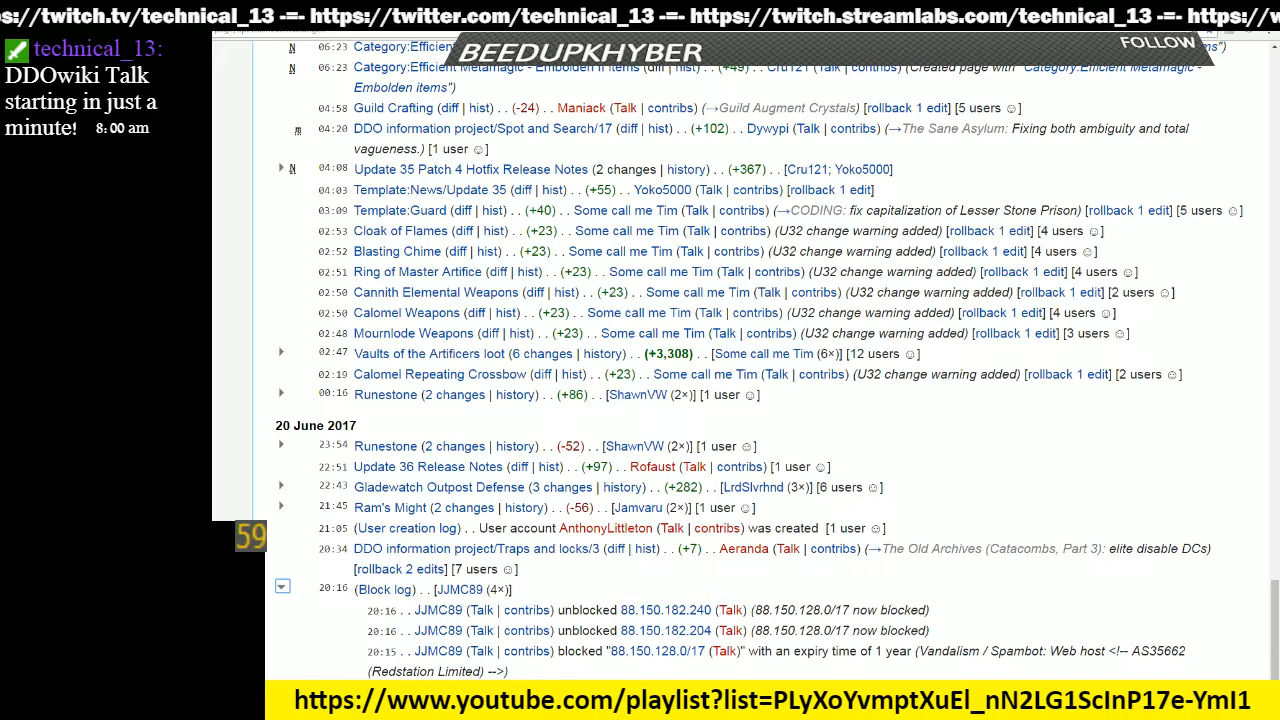 s://twitch.tv/technical_13 -=- https://twitter.com/technical_13 -=- https://twitch.streamlabs.com/technical_13 -=- https://w
technical_13:
DDOwiki Talk
starting in just a
minute! 8:00 am
BEEDUPKHYBER
FOLLOW
N 06:23 Category:Efficien
N 06:23 Category:Efficient Metamagic - Embolden II items (diff | hist) . . (+49) . . Cru121 (Talk | contribs) (Created page with "Category:Efficient Metamagic -
Embolden items")
04:58 Guild Crafting (diff | hist) . . (-24) . . Maniack (Talk | contribs) (→Guild Augment Crystals) [rollback 1 edit] [5 users ☺]
m 04:20 DDO information project/Spot and Search/17 (diff | hist) . . (+102) . . Dywypi (Talk | contribs) (→The Sane Asylum: Fixing both ambiguity and total
vagueness.) [1 user ☺]
N 04:08 Update 35 Patch 4 Hotfix Release Notes (2 changes | history) . . (+367) . . [Cru121; Yoko5000]
04:03 Template:News/Update 35 (diff | hist) . . (+55) . . Yoko5000 (Talk | contribs) [rollback 1 edit]
03:09 Template:Guard (diff | hist) . . (+40) . . Some call me Tim (Talk | contribs) (→CODING: fix capitalization of Lesser Stone Prison) [rollback 1 edit] [5 users ☺]
02:53 Cloak of Flames (diff | hist) . . (+23) . . Some call me Tim (Talk | contribs) (U32 change warning added) [rollback 1 edit] [4 users ☺]
02:52 Blasting Chime (diff | hist) . . (+23) . . Some call me Tim (Talk | contribs) (U32 change warning added) [rollback 1 edit] [4 users ☺]
02:51 Ring of Master Artifice (diff | hist) . . (+23) . . Some call me Tim (Talk | contribs) (U32 change warning added) [rollback 1 edit] [4 users ☺]
02:50 Cannith Elemental Weapons (diff | hist) . . (+23) . . Some call me Tim (Talk | contribs) (U32 change warning added) [rollback 1 edit] [2 users ☺]
02:50 Calomel Weapons (diff | hist) . . (+23) . . Some call me Tim (Talk | contribs) (U32 change warning added) [rollback 1 edit] [4 users ☺]
02:48 Mournlode Weapons (diff | hist) . . (+23) . . Some call me Tim (Talk | contribs) (U32 change warning added) [rollback 1 edit] [3 users ☺]
02:47 Vaults of the Artificers loot (6 changes | history) . . (+3,308) . . [Some call me Tim (6×)] [12 users ☺]
02:19 Calomel Repeating Crossbow (diff | hist) . . (+23) . . Some call me Tim (Talk | contribs) (U32 change warning added) [rollback 1 edit] [2 users ☺]
00:16 Runestone (2 changes | history) . . (+86) . . [ShawnVW (2×)] [1 user ☺]
20 June 2017
23:54 Runestone (2 changes | history) . . (-52) . . [ShawnVW (2×)] [1 user ☺]
22:51 Update 36 Release Notes (diff | hist) . . (+97) . . Rofaust (Talk | contribs) [1 user ☺]
22:43 Gladewatch Outpost Defense (3 changes | history) . . (+282) . . [LrdSlvrhnd (3×)] [6 users ☺]
21:45 Ram's Might (2 changes | history) . . (-56) . . [Jamvaru (2×)] [1 user ☺]
21:05 (User creation log) . . User account AnthonyLittleton (Talk | contribs) was created [1 user ☺]
59
20:34 DDO information project/Traps and locks/3 (diff | hist) . . (+7) . . Aeranda (Talk | contribs) (→The Old Archives (Catacombs, Part 3): elite disable DCs)
[rollback 2 edits] [7 users ☺]
20:16 (Block log) . . [JJMC89 (4×)]
20:16 . . JJMC89 (Talk | contribs) unblocked 88.150.182.240 (Talk) (88.150.128.0/17 now blocked)
20:16 . . JJMC89 (Talk | contribs) unblocked 88.150.182.204 (Talk) (88.150.128.0/17 now blocked)
20:15 . . JJMC89 (Talk | contribs) blocked "88.150.128.0/17 (Talk)" with an expiry time of 1 year (Vandalism / Spambot: Web host <!-- AS35662
(Redstation Limited) -->)
https://www.youtube.com/playlist?list=PLyXoYvmptXuEl_nN2LG1ScInP17e-YmI1